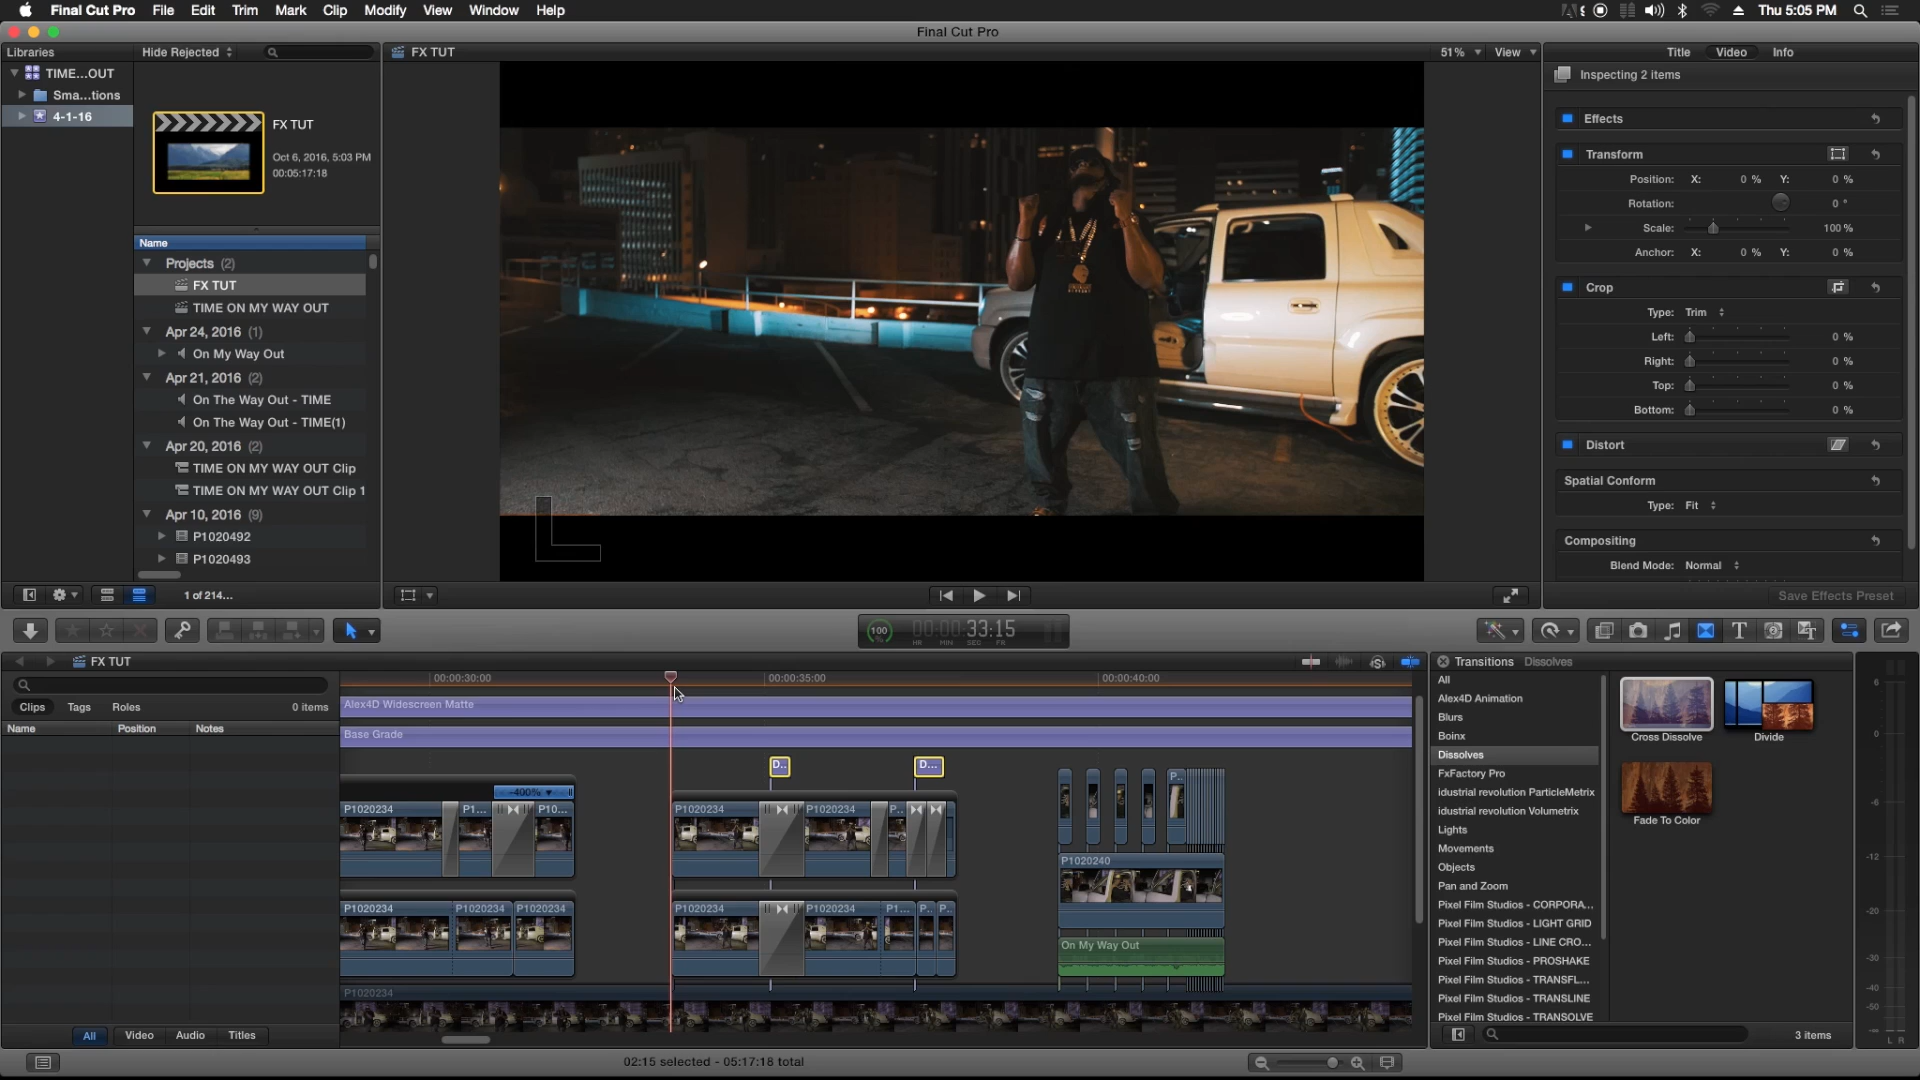 Final Cut Pro File Edit Trim Mark Clip Modify View Window Help Thu 5:05 PM
Final Cut Pro
Libraries Hide Rejected FX TUT 51% View Title Video Info
TIME...OUT
Inspecting 2 items
Sma...tions
4-1-16
FX TUT
Oct 6, 2016, 5:03 PM
00:05:17:18
Effects
Transform
Position: X: 0 % Y: 0 %
Rotation: 0 °
Scale: 100 %
Anchor: X: 0 % Y: 0 %
Crop
Type: Trim
Left: 0 %
Right: 0 %
Top: 0 %
Bottom: 0 %
Distort
Spatial Conform
Type: Fit
Compositing
Blend Mode: Normal
Save Effects Preset
Name
Projects (2)
FX TUT
TIME ON MY WAY OUT
Apr 24, 2016 (1)
On My Way Out
Apr 21, 2016 (2)
On The Way Out - TIME
On The Way Out - TIME(1)
Apr 20, 2016 (2)
TIME ON MY WAY OUT Clip
TIME ON MY WAY OUT Clip 1
Apr 10, 2016 (9)
P1020492
P1020493
1 of 214...
100 00:00:33:15
HR MIN SEC FR
FX TUT
Clips Tags Roles 0 items
Name Position Notes
All Video Audio Titles
00:00:30:00 00:00:35:00 00:00:40:00
Alex4D Widescreen Matte
Base Grade
D.. D...
-400% P..
P1020234 P1... P10... P1020234 P1020234 P..
P1020240
P1020234 P1020234 P1020234 P1020234 P1020234 P1... P.. P..
On My Way Out
P1020234
02:15 selected - 05:17:18 total
Transitions Dissolves
All
Alex4D Animation
Blurs
Boinx
Dissolves
FxFactory Pro
idustrial revolution ParticleMetrix
idustrial revolution Volumetrix
Lights
Movements
Objects
Pan and Zoom
Pixel Film Studios - CORPORA...
Pixel Film Studios - LIGHT GRID
Pixel Film Studios - LINE CRO...
Pixel Film Studios - PROSHAKE
Pixel Film Studios - TRANSFL...
Pixel Film Studios - TRANSLINE
Pixel Film Studios - TRANSOLVE
Cross Dissolve Divide
Fade To Color
3 items
6
0
-6
-12
-20
-30
-40
-50
L R